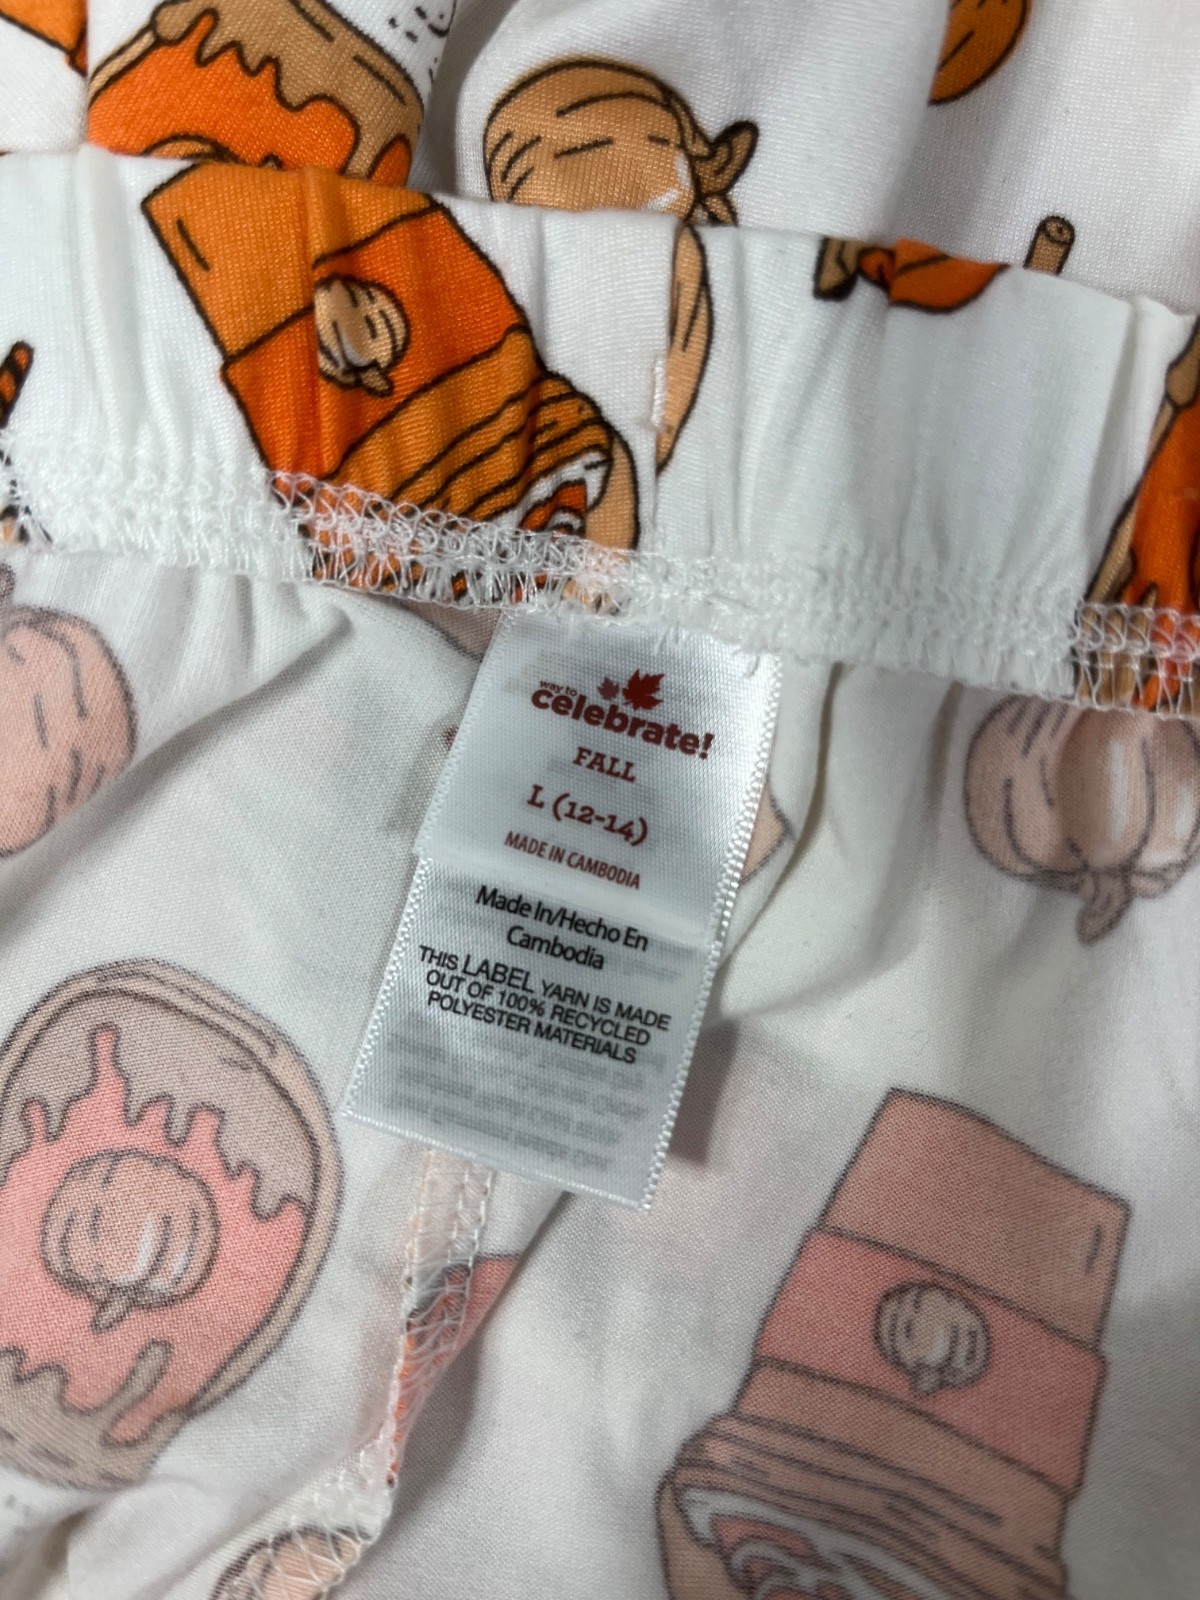 way to
celebrate!
FALL
L (12-14)
MADE IN CAMBODIA
Made In/Hecho En
Cambodia
THIS LABEL YARN IS MADE
OUT OF 100% RECYCLED
POLYESTER MATERIALS